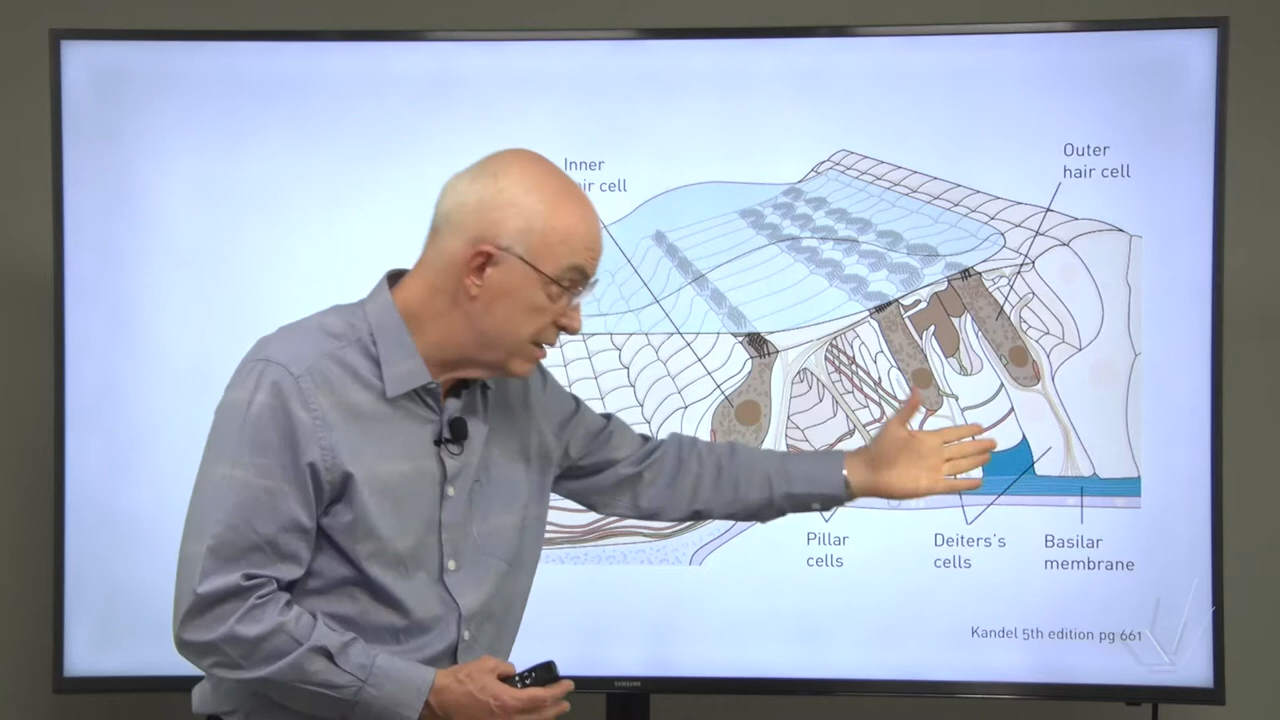 Inner
hair cell
Outer
hair cell
Pillar
cells
Deiters's
cells
Basilar
membrane
Kandel 5th edition pg 661
SAMSUNG